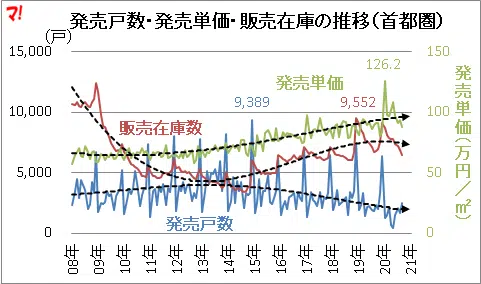 マ!
発売戸数・発売単価・販売在庫の推移(首都圏)
(戸)
15,000
10,000
5,000
0
150
100
50
0
発売単価(万円/㎡)
126.2
発売単価
9,389
9,552
販売在庫数
発売戸数
08年
09年
10年
11年
12年
13年
14年
15年
16年
17年
18年
19年
20年
21年